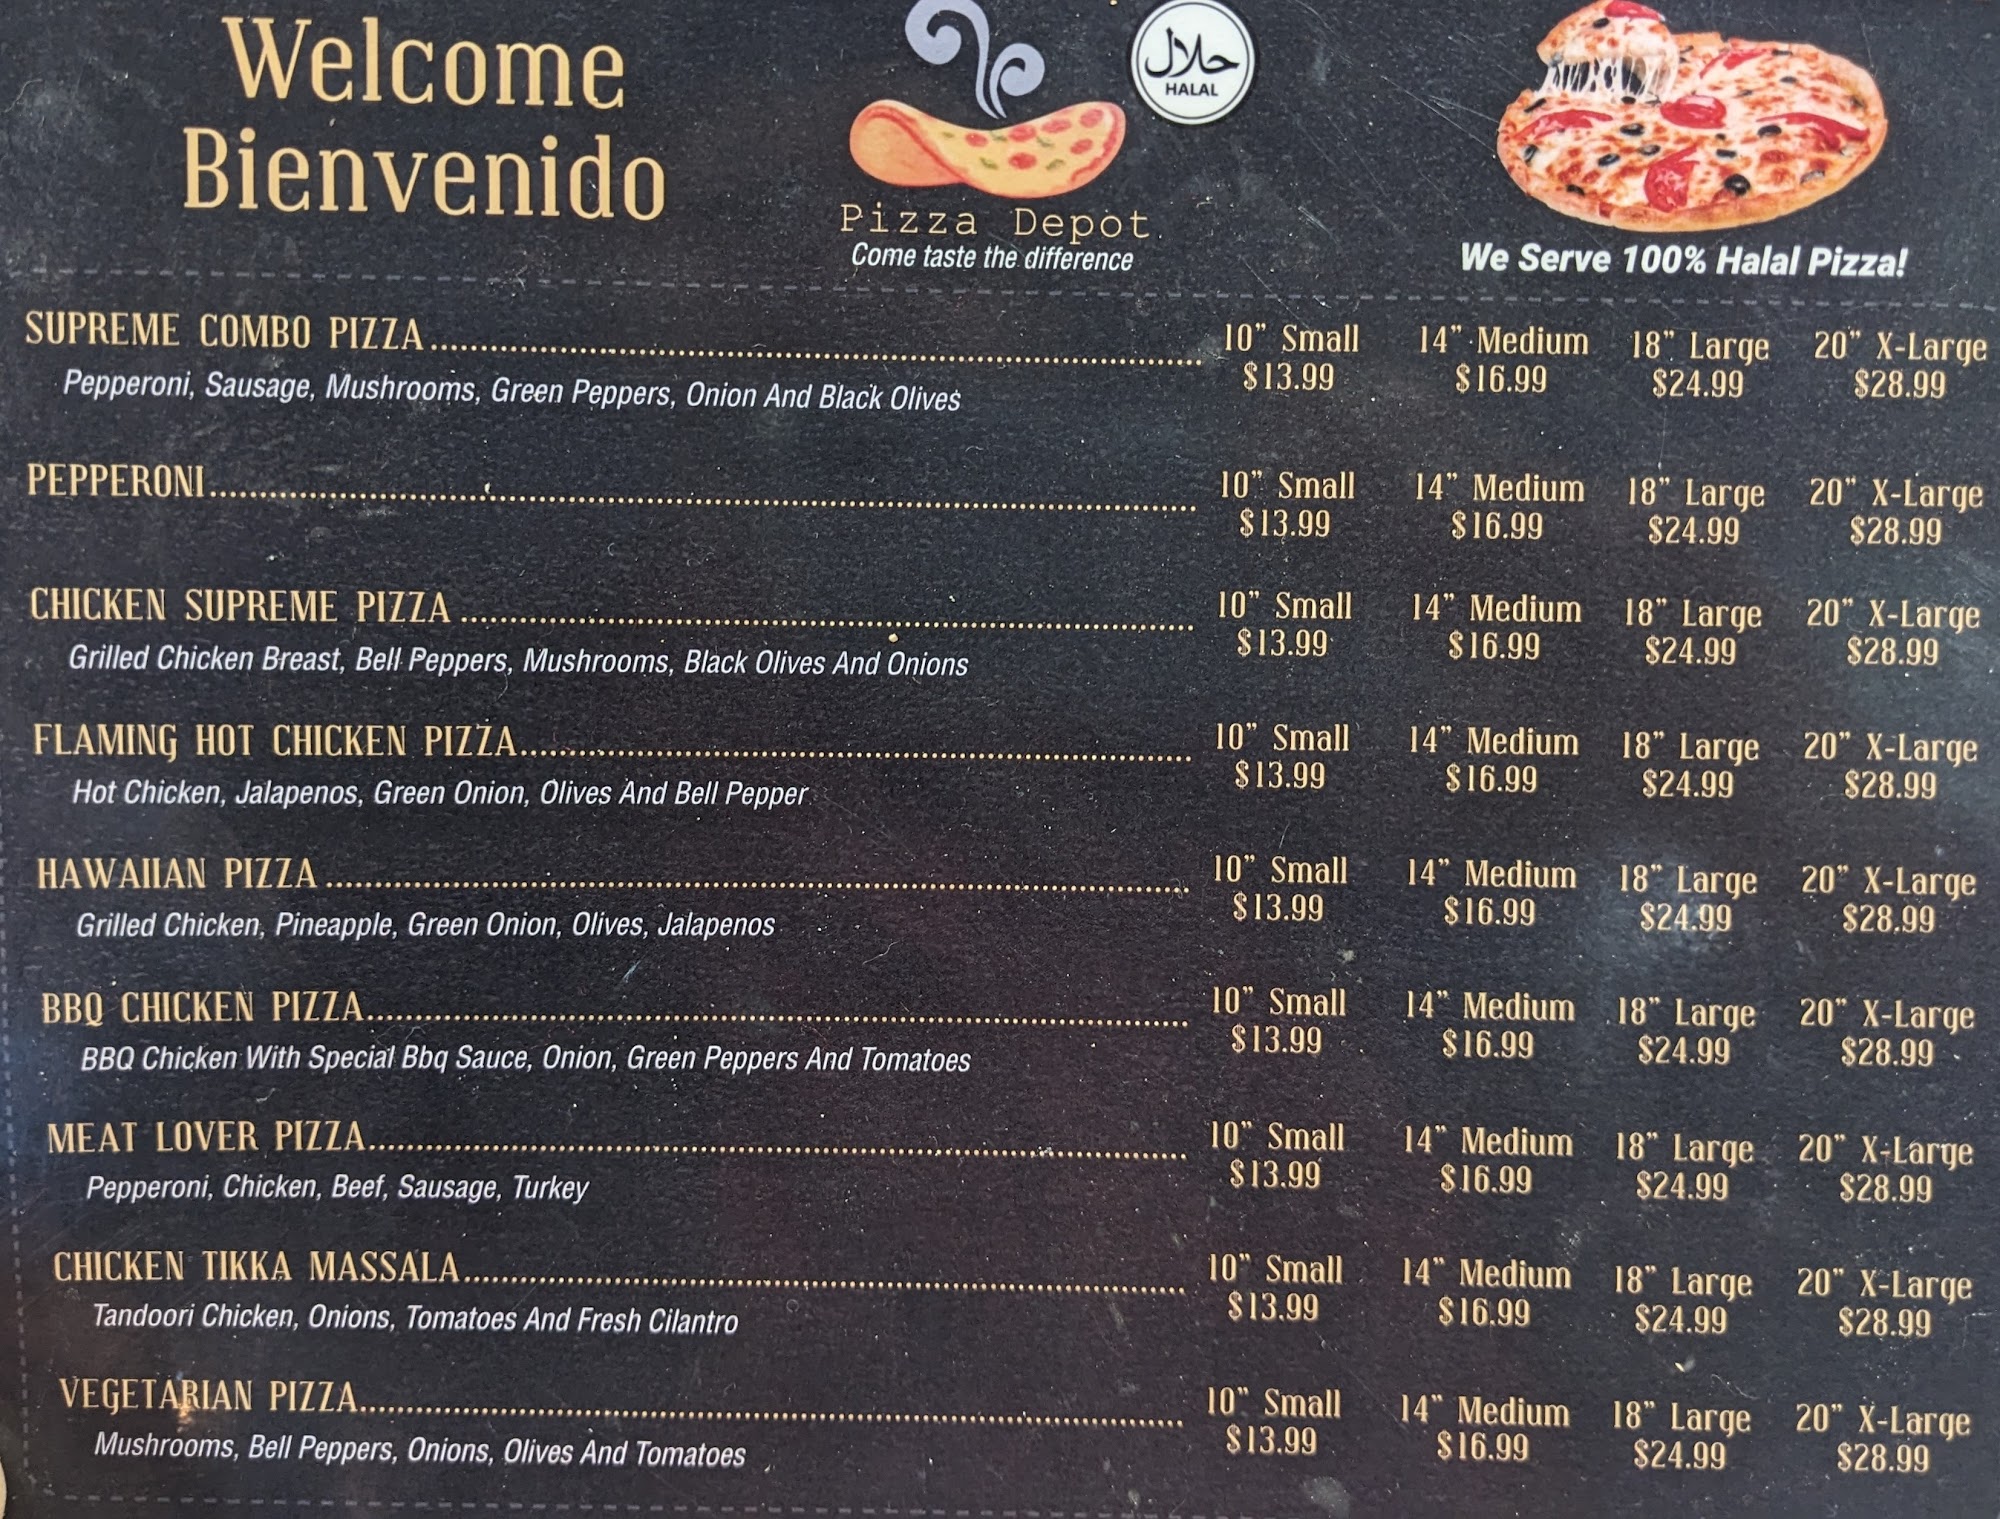 Welcome
Bienvenido
حلال
HALAL
Pizza Depot
Come taste the difference
We Serve 100% Halal Pizza!
SUPREME COMBO PIZZA 10” Small 14” Medium 18” Large 20” X-Large
$13.99 $16.99 $24.99 $28.99
Pepperoni, Sausage, Mushrooms, Green Peppers, Onion And Black Olives
PEPPERONI 10” Small 14” Medium 18” Large 20” X-Large
$13.99 $16.99 $24.99 $28.99
CHICKEN SUPREME PIZZA 10” Small 14” Medium 18” Large 20” X-Large
$13.99 $16.99 $24.99 $28.99
Grilled Chicken Breast, Bell Peppers, Mushrooms, Black Olives And Onions
FLAMING HOT CHICKEN PIZZA 10” Small 14” Medium 18” Large 20” X-Large
$13.99 $16.99 $24.99 $28.99
Hot Chicken, Jalapenos, Green Onion, Olives And Bell Pepper
HAWAIIAN PIZZA 10” Small 14” Medium 18” Large 20” X-Large
$13.99 $16.99 $24.99 $28.99
Grilled Chicken, Pineapple, Green Onion, Olives, Jalapenos
BBQ CHICKEN PIZZA 10” Small 14” Medium 18” Large 20” X-Large
$13.99 $16.99 $24.99 $28.99
BBQ Chicken With Special Bbq Sauce, Onion, Green Peppers And Tomatoes
MEAT LOVER PIZZA 10” Small 14” Medium 18” Large 20” X-Large
$13.99 $16.99 $24.99 $28.99
Pepperoni, Chicken, Beef, Sausage, Turkey
CHICKEN TIKKA MASSALA 10” Small 14” Medium 18” Large 20” X-Large
$13.99 $16.99 $24.99 $28.99
Tandoori Chicken, Onions, Tomatoes And Fresh Cilantro
VEGETARIAN PIZZA 10” Small 14” Medium 18” Large 20” X-Large
$13.99 $16.99 $24.99 $28.99
Mushrooms, Bell Peppers, Onions, Olives And Tomatoes